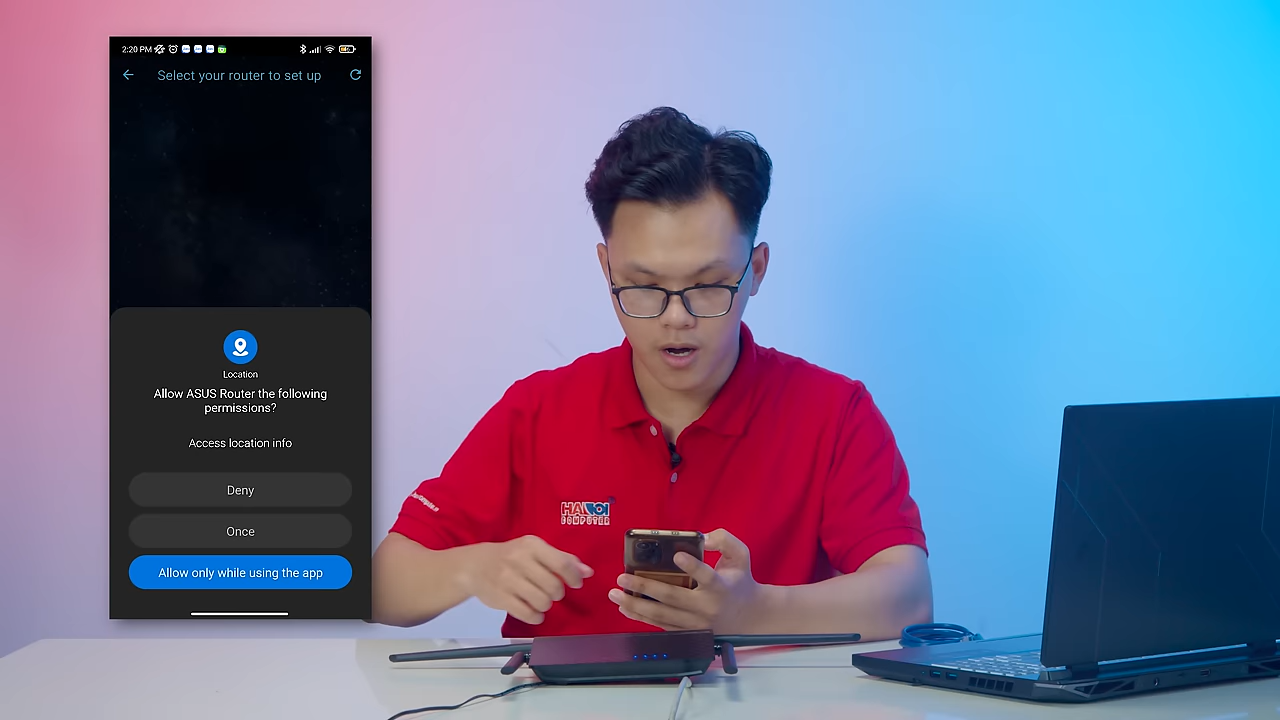 2:20 PM
Select your router to set up
Location
Allow ASUS Router the following
permissions?
Access location info
Deny
Once
Allow only while using the app
HANOI
COMPUTER